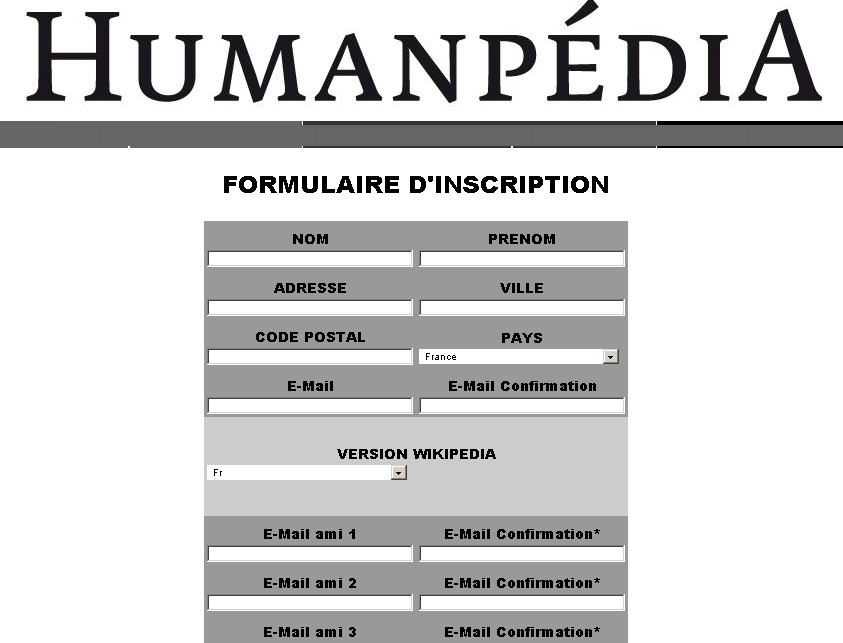 HUMANPÉDIA
FORMULAIRE D'INSCRIPTION
NOM PRENOM
ADRESSE VILLE
CODE POSTAL PAYS
France
E-Mail E-Mail Confirmation
VERSION WIKIPEDIA
Fr
E-Mail ami 1 E-Mail Confirmation*
E-Mail ami 2 E-Mail Confirmation*
E-Mail ami 3 E-Mail Confirmation*